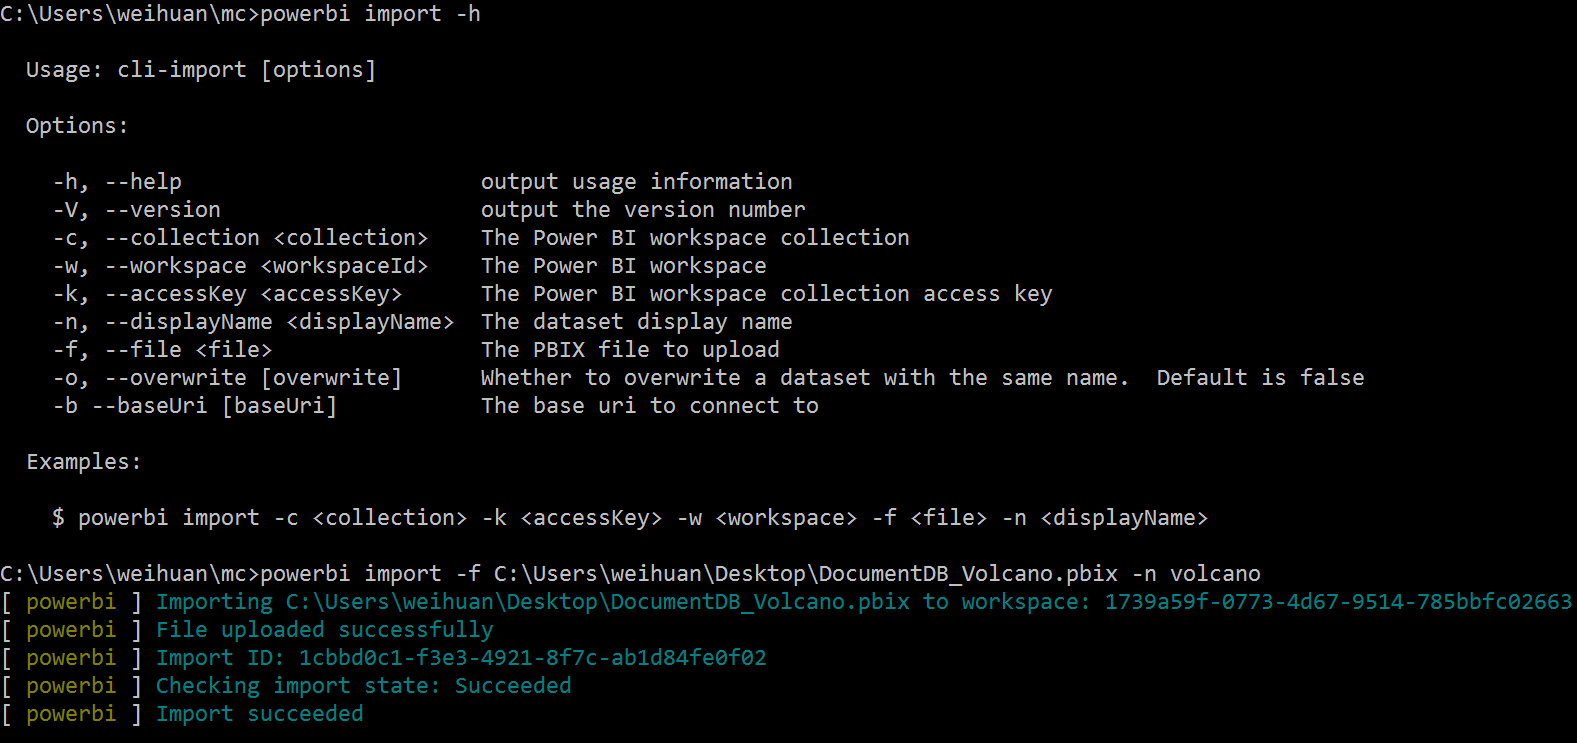 C:\Users\weihuan\mc>powerbi import -h
Usage: cli-import [options]
Options:
-h, --help output usage information
-V, --version output the version number
-c, --collection <collection> The Power BI workspace collection
-w, --workspace <workspaceId> The Power BI workspace
-k, --accessKey <accessKey> The Power BI workspace collection access key
-n, --displayName <displayName> The dataset display name
-f, --file <file> The PBIX file to upload
-o, --overwrite [overwrite] Whether to overwrite a dataset with the same name. Default is false
-b --baseUri [baseUri] The base uri to connect to
Examples:
$ powerbi import -c <collection> -k <accessKey> -w <workspace> -f <file> -n <displayName>
C:\Users\weihuan\mc>powerbi import -f C:\Users\weihuan\Desktop\DocumentDB_Volcano.pbix -n volcano
[ powerbi ] Importing C:\Users\weihuan\Desktop\DocumentDB_Volcano.pbix to workspace: 1739a59f-0773-4d67-9514-785bbfc02663
[ powerbi ] File uploaded successfully
[ powerbi ] Import ID: 1cbbd0c1-f3e3-4921-8f7c-ab1d84fe0f02
[ powerbi ] Checking import state: Succeeded
[ powerbi ] Import succeeded